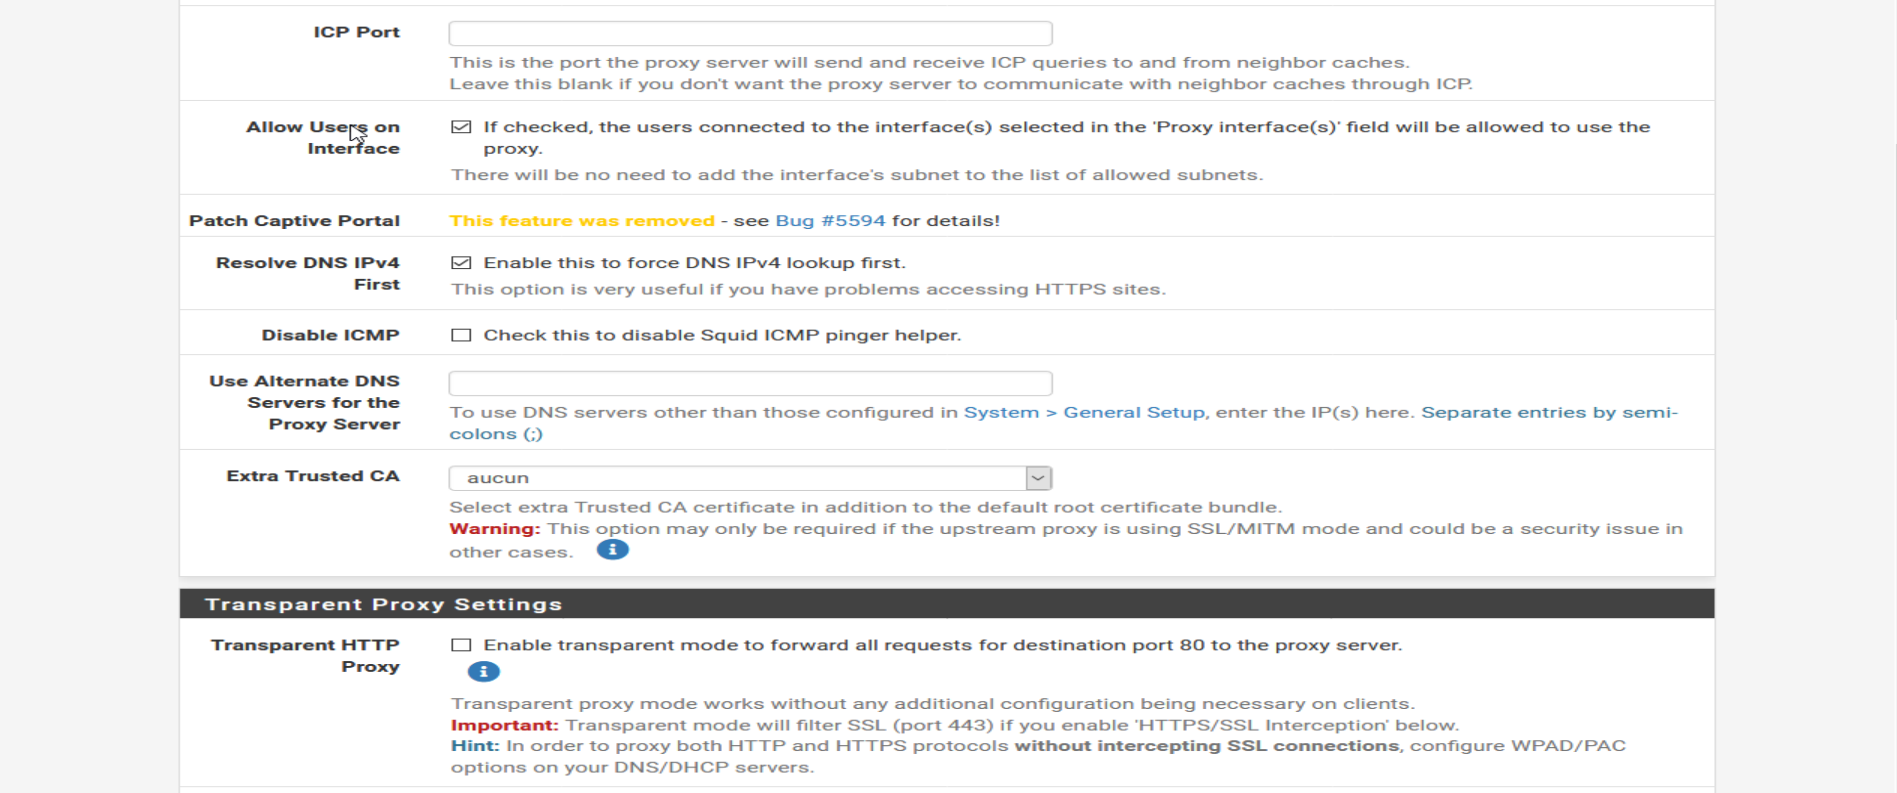 ICP Port
This is the port the proxy server will send and receive ICP queries to and from neighbor caches.
Leave this blank if you don't want the proxy server to communicate with neighbor caches through ICP.
Allow Users on
Interface
If checked, the users connected to the interface(s) selected in the 'Proxy interface(s)' field will be allowed to use the
proxy.
There will be no need to add the interface's subnet to the list of allowed subnets.
Patch Captive Portal
This feature was removed - see Bug #5594 for details!
Resolve DNS IPv4
First
Enable this to force DNS IPv4 lookup first.
This option is very useful if you have problems accessing HTTPS sites.
Disable ICMP
Check this to disable Squid ICMP pinger helper.
Use Alternate DNS
Servers for the
Proxy Server
To use DNS servers other than those configured in System > General Setup, enter the IP(s) here. Separate entries by semi-
colons (;)
Extra Trusted CA
aucun
Select extra Trusted CA certificate in addition to the default root certificate bundle.
Warning: This option may only be required if the upstream proxy is using SSL/MITM mode and could be a security issue in
other cases.
Transparent Proxy Settings
Transparent HTTP
Proxy
Enable transparent mode to forward all requests for destination port 80 to the proxy server.
Transparent proxy mode works without any additional configuration being necessary on clients.
Important: Transparent mode will filter SSL (port 443) if you enable 'HTTPS/SSL Interception' below.
Hint: In order to proxy both HTTP and HTTPS protocols without intercepting SSL connections, configure WPAD/PAC
options on your DNS/DHCP servers.